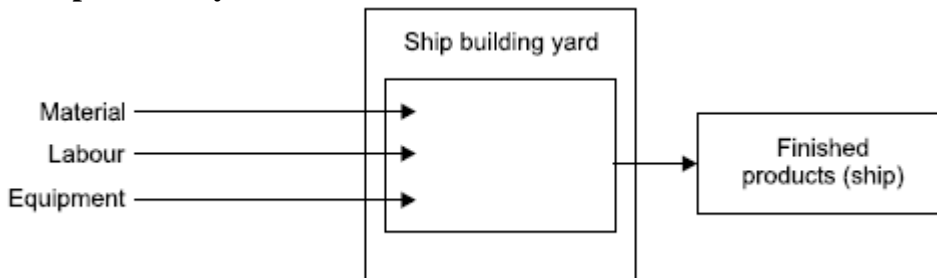 Ship building yard
Material
Labour
Equipment
Finished
products (ship)